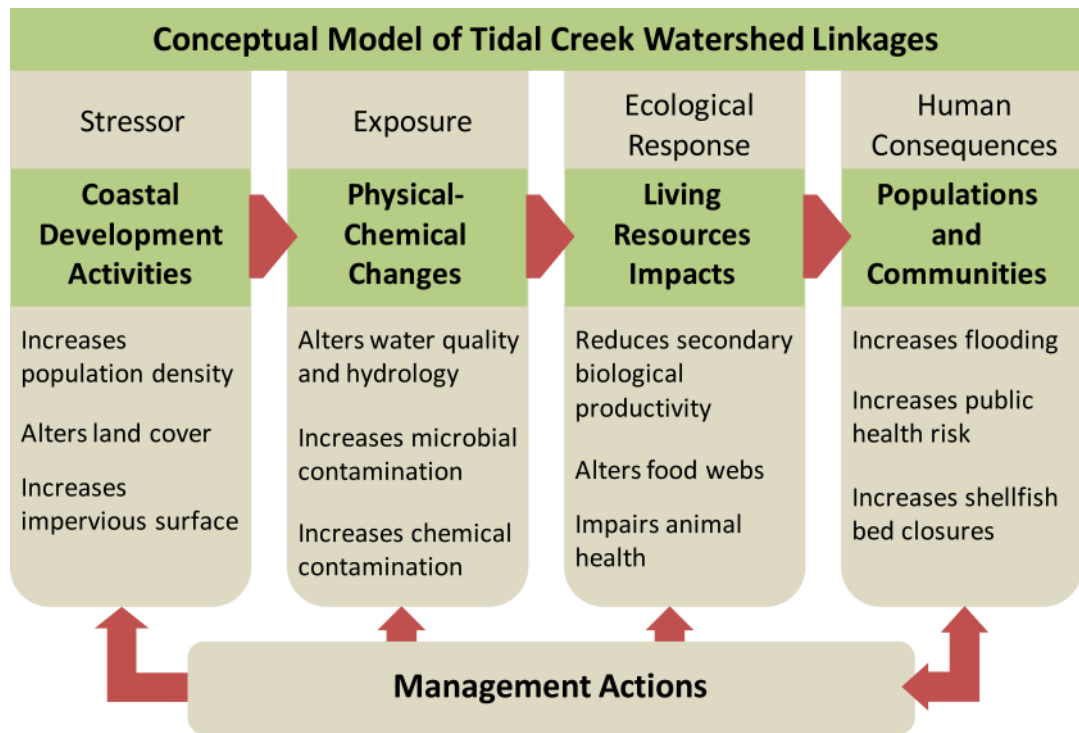 Conceptual Model of Tidal Creek Watershed Linkages
Stressor
Coastal
Development
Activities
Increases
population density
Alters land cover
Increases
impervious surface
Exposure
Physical-
Chemical
Changes
Alters water quality
and hydrology
Increases microbial
contamination
Increases chemical
contamination
Ecological
Response
Living
Resources
Impacts
Reduces secondary
biological
productivity
Alters food webs
Impairs animal
health
Human
Consequences
Populations
and
Communities
Increases flooding
Increases public
health risk
Increases shellfish
bed closures
Management Actions